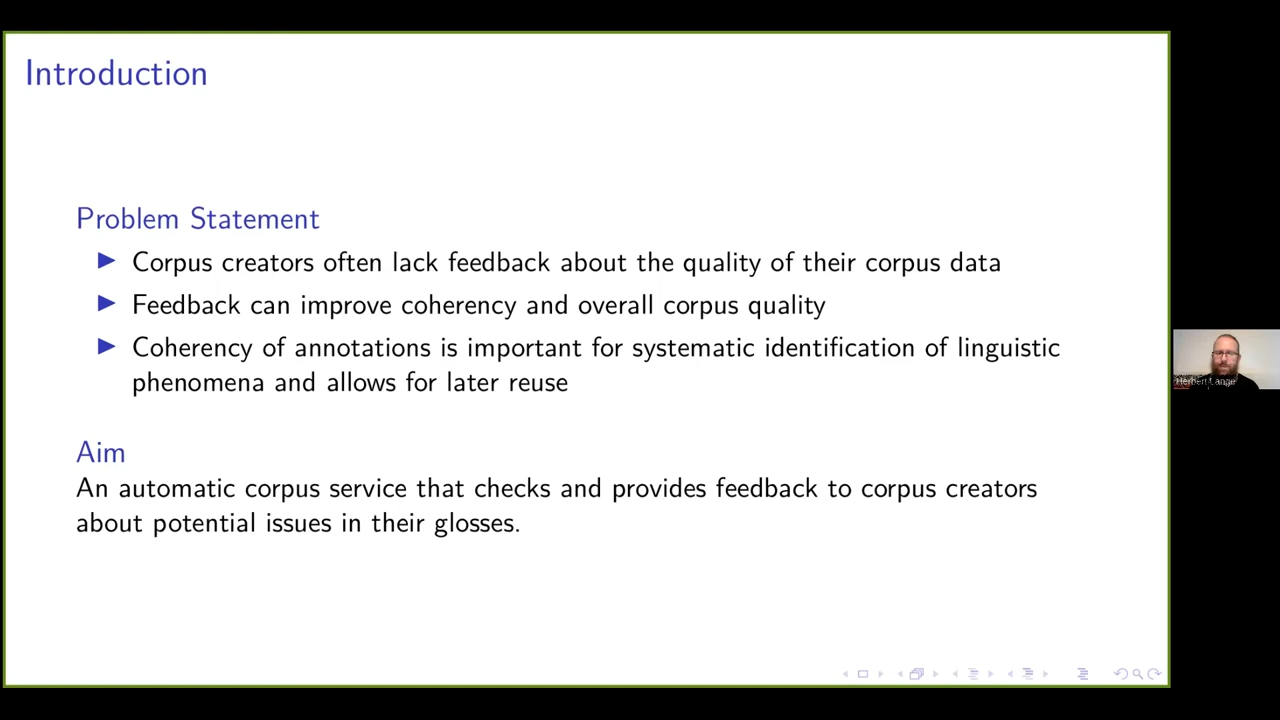 Introduction
Problem Statement
Corpus creators often lack feedback about the quality of their corpus data
Feedback can improve coherency and overall corpus quality
Coherency of annotations is important for systematic identification of linguistic
phenomena and allows for later reuse
Herbert Lange
Aim
An automatic corpus service that checks and provides feedback to corpus creators
about potential issues in their glosses.